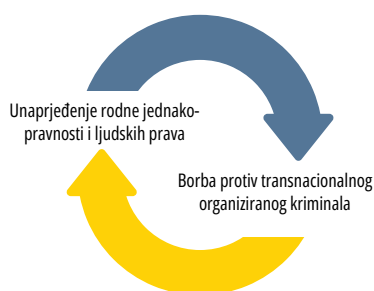 Unaprjeđenje rodne jednako-
pravnosti i ljudskih prava
Borba protiv transnacionalnog
organiziranog kriminala